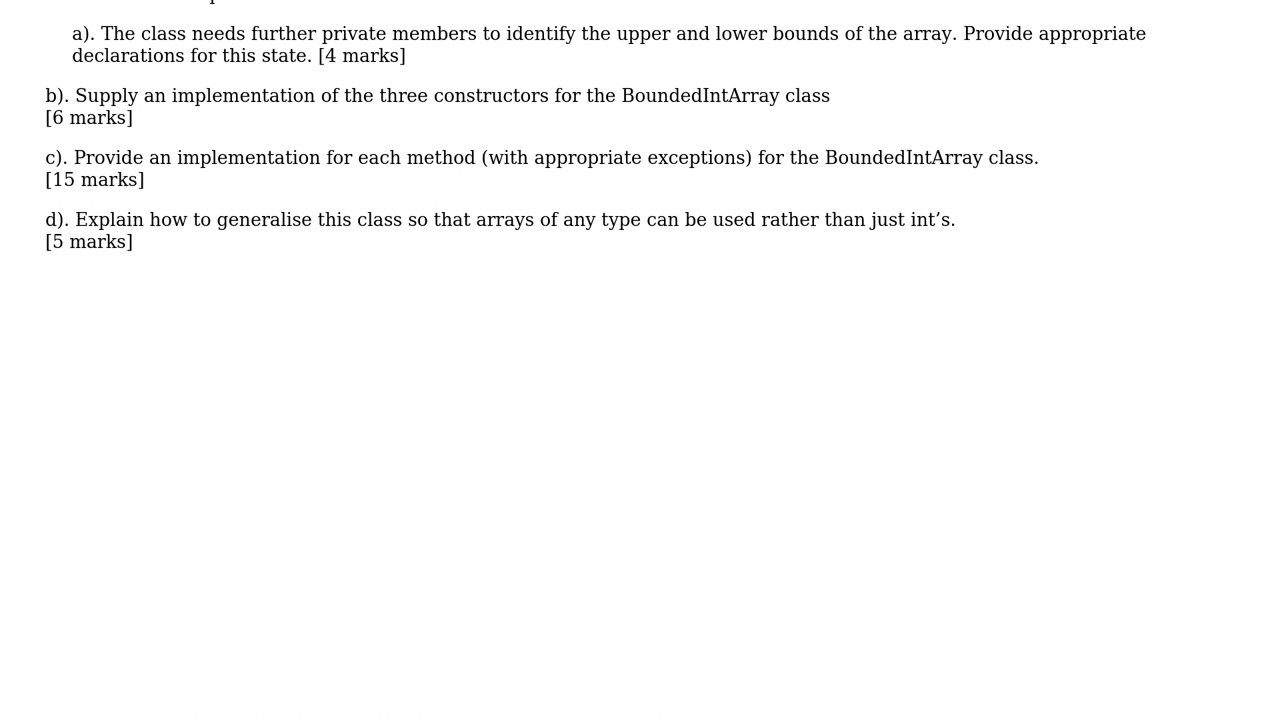 a). The class needs further private members to identify the upper and lower bounds of the array. Provide appropriate
declarations for this state. [4 marks]
b). Supply an implementation of the three constructors for the BoundedIntArray class
[6 marks]
c). Provide an implementation for each method (with appropriate exceptions) for the BoundedIntArray class.
[15 marks]
d). Explain how to generalise this class so that arrays of any type can be used rather than just int’s.
[5 marks]